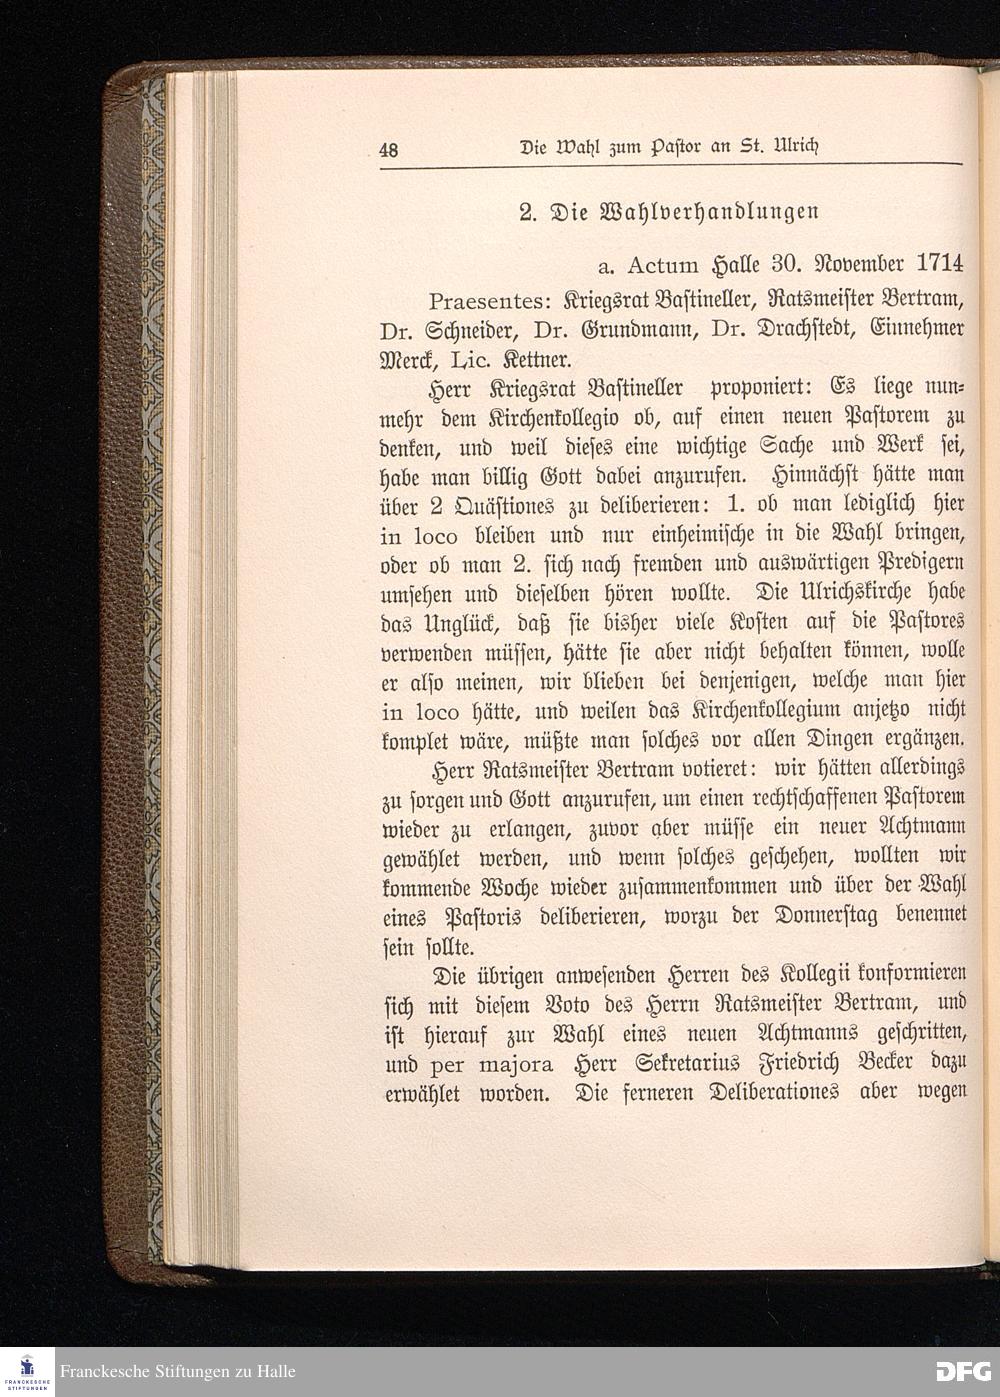 48 Die Wahl zum Pastor an St. Ulrich
2. Die Wahlverhandlungen
a. Actum Halle 30. November 1714
Praesentes: Kriegsrat Bastineller, Ratsmeister Bertram,
Dr. Schneider, Dr. Grundmann, Dr. Drachstedt, Einnehmer
Merck, Lic. Kettner.
Herr Kriegsrat Bastineller proponiert: Es liege nun-
mehr dem Kirchenkollegio ob, auf einen neuen Pastorem zu
denken, und weil dieses eine wichtige Sache und Werk sei,
habe man billig Gott dabei anzurufen. Hinnächst hätte man
über 2 Quästiones zu deliberieren: 1. ob man lediglich hier
in loco bleiben und nur einheimische in die Wahl bringen,
oder ob man 2. sich nach fremden und auswärtigen Predigern
umsehen und dieselben hören wollte. Die Ulrichskirche habe
das Unglück, daß sie bisher viele Kosten auf die Pastores
verwenden müssen, hätte sie aber nicht behalten können, wolle
er also meinen, wir blieben bei denjenigen, welche man hier
in loco hätte, und weilen das Kirchenkollegium anjetzo nicht
komplet wäre, müßte man solches vor allen Dingen ergänzen.
Herr Ratsmeister Bertram votieret: wir hätten allerdings
zu sorgen und Gott anzurufen, um einen rechtschaffenen Pastorem
wieder zu erlangen, zuvor aber müsse ein neuer Achtmann
gewählet werden, und wenn solches geschehen, wollten wir
kommende Woche wieder zusammenkommen und über der Wahl
eines Pastoris deliberieren, worzu der Donnerstag benennet
sein sollte.
Die übrigen anwesenden Herren des Kollegii konformieren
sich mit diesem Voto des Herrn Ratsmeister Bertram, und
ist hierauf zur Wahl eines neuen Achtmanns geschritten,
und per majora Herr Sekretarius Friedrich Becker dazu
erwählet worden. Die ferneren Deliberationes aber wegen
FRANCKESCHE
STIFTUNGEN
Franckesche Stiftungen zu Halle
DFG